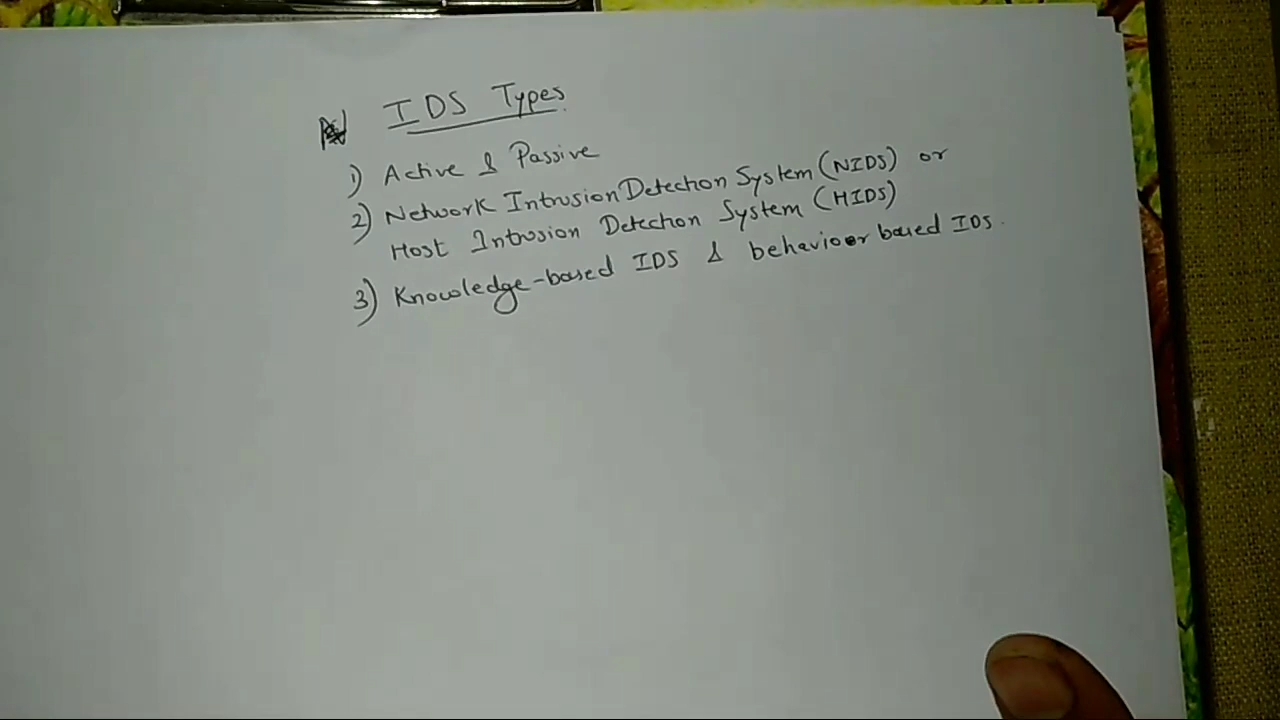 IDS Types
1) Active & Passive
2) Network Intrusion Detection System (NIDS) or
Host Intrusion Detection System (HIDS)
3) Knowledge-based IDS & behaviour based IDS.